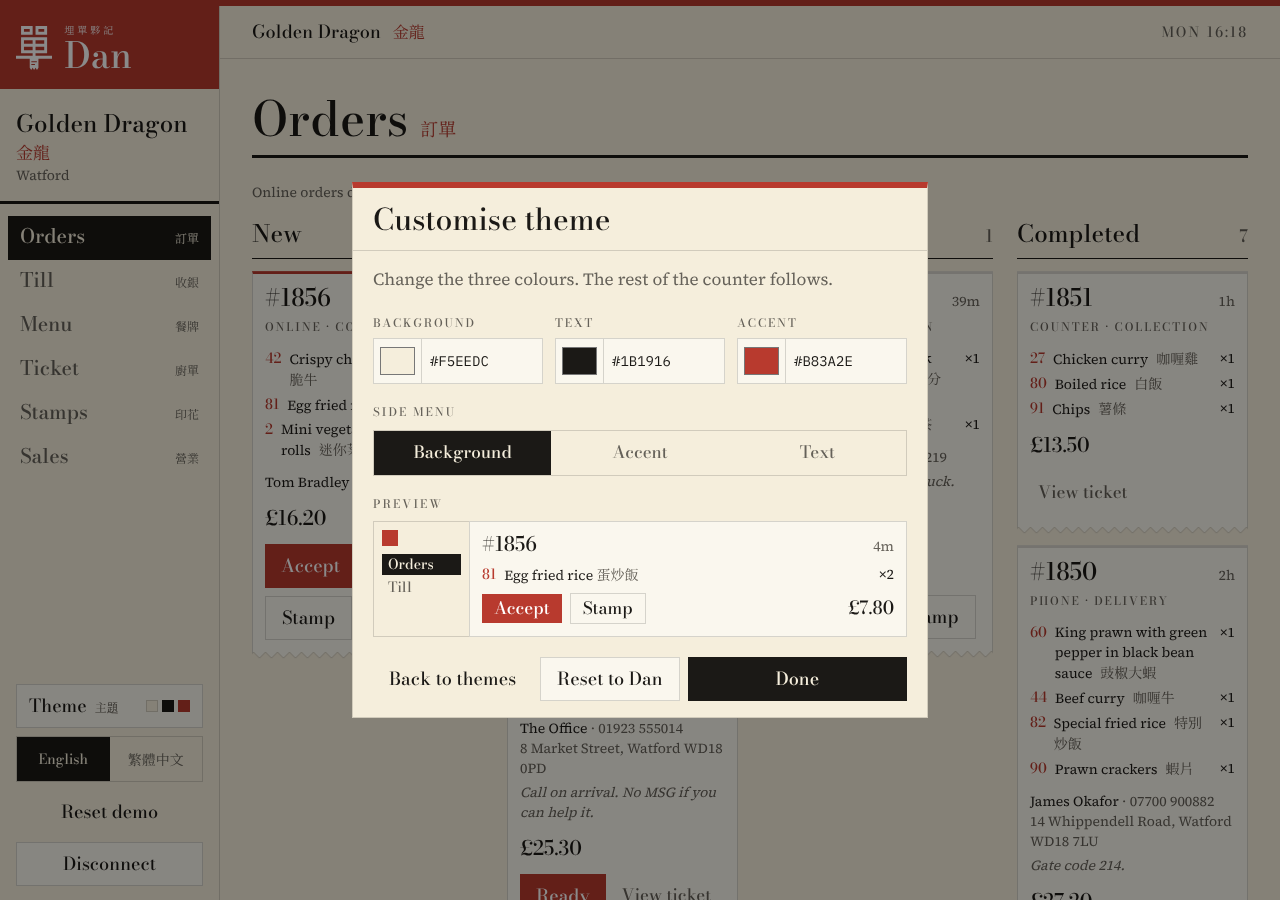 單
埋單夥記
Dan
Golden Dragon
金龍
Watford
Orders 訂單
Till 收銀
Menu 餐牌
Ticket 廚單
Stamps 印花
Sales 營業
Theme 主題
English 繁體中文
Reset demo
Disconnect
Golden Dragon 金龍
MON 16:18
Orders 訂單
Online orders
New
#1856
ONLINE
42 Crispy
脆牛
81 Egg fried
2 Mini
rolls 迷你
Tom Bradley
£16.20
Accept
Stamp
Customise theme
Change the three colours. The rest of the counter follows.
BACKGROUND TEXT ACCENT
#F5EEDC #1B1916 #B83A2E
SIDE MENU
Background Accent Text
PREVIEW
Orders
Till
#1856 4m
81 Egg fried rice 蛋炒飯 ×2
Accept Stamp £7.80
Back to themes Reset to Dan Done
The Office · 01923 555014
8 Market Street, Watford WD18
0PD
Call on arrival. No MSG if you
can help it.
£25.30
Ready View ticket
1
39m
×1
分
×1
219
Completed 7
#1851 1h
COUNTER · COLLECTION
27 Chicken curry 咖喱雞 ×1
80 Boiled rice 白飯 ×1
91 Chips 薯條 ×1
£13.50
View ticket
#1850 2h
PHONE · DELIVERY
60 King prawn with green ×1
pepper in black bean
sauce 豉椒大蝦
44 Beef curry 咖喱牛 ×1
82 Special fried rice 特別 ×1
炒飯
90 Prawn crackers 蝦片 ×1
James Okafor · 07700 900882
14 Whippendell Road, Watford
WD18 7LU
Gate code 214.
£27.20